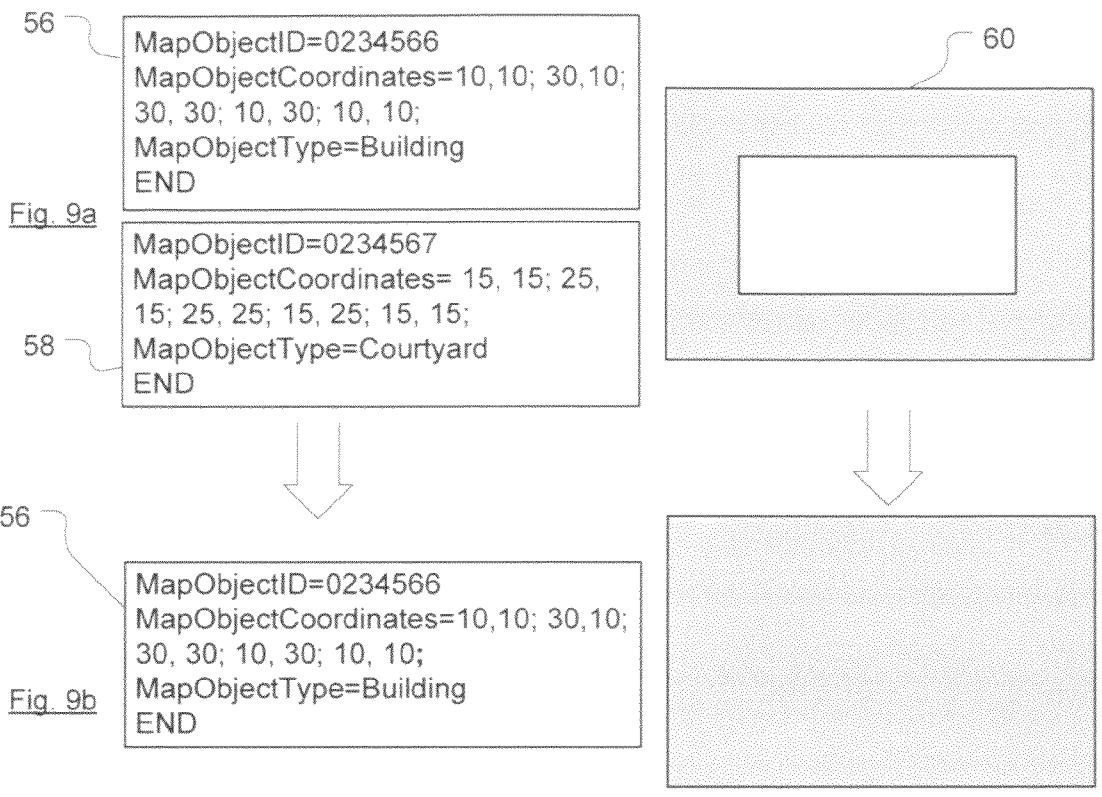 56
MapObjectID=0234566
MapObjectCoordinates=10,10; 30,10;
30, 30; 10, 30; 10, 10;
MapObjectType=Building
END
60
Fig. 9a
MapObjectID=0234567
MapObjectCoordinates= 15, 15; 25,
15; 25, 25; 15, 25; 15, 15;
MapObjectType=Courtyard
END
58
56
MapObjectID=0234566
MapObjectCoordinates=10,10; 30,10;
30, 30; 10, 30; 10, 10;
MapObjectType=Building
END
Fig. 9b